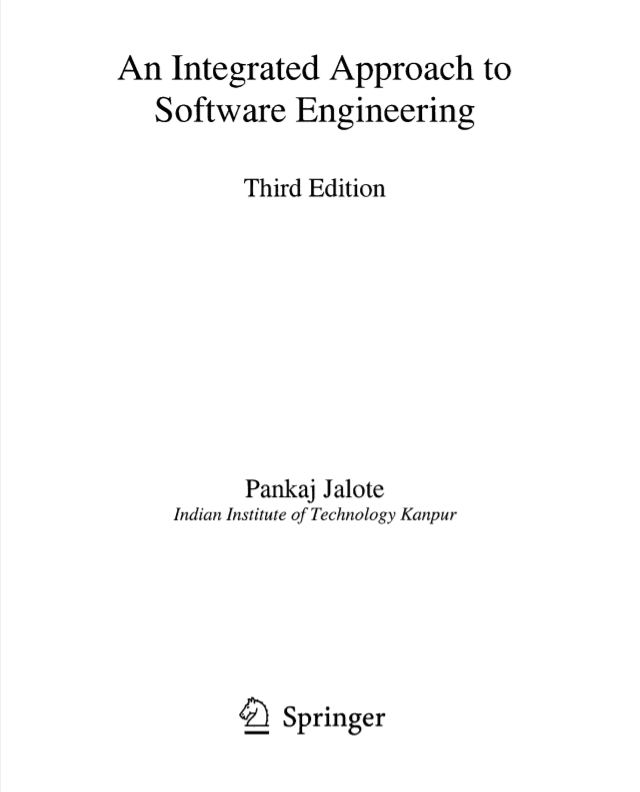 An Integrated Approach to
Software Engineering
Third Edition
Pankaj Jalote
Indian Institute of Technology Kanpur
Springer